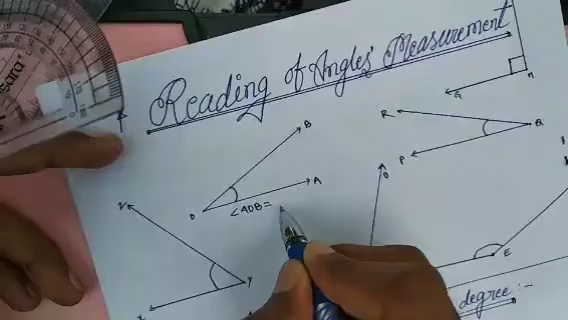 Reading of Angles' Measurement
M
G
R
Q
P
B
O
A
∠AOB =
Y
E
degree :-